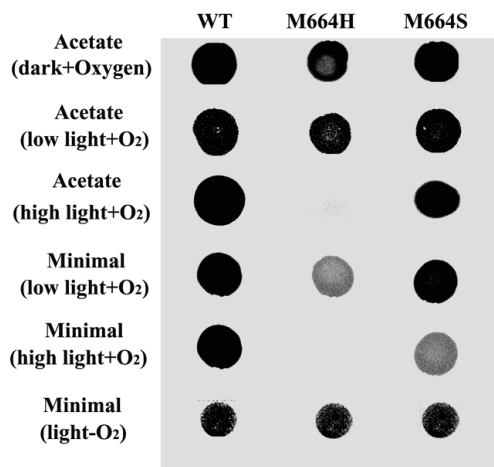 WT M664H M664S
Acetate
(dark+Oxygen)
Acetate
(low light+O₂)
Acetate
(high light+O₂)
Minimal
(low light+O₂)
Minimal
(high light+O₂)
Minimal
(light-O₂)